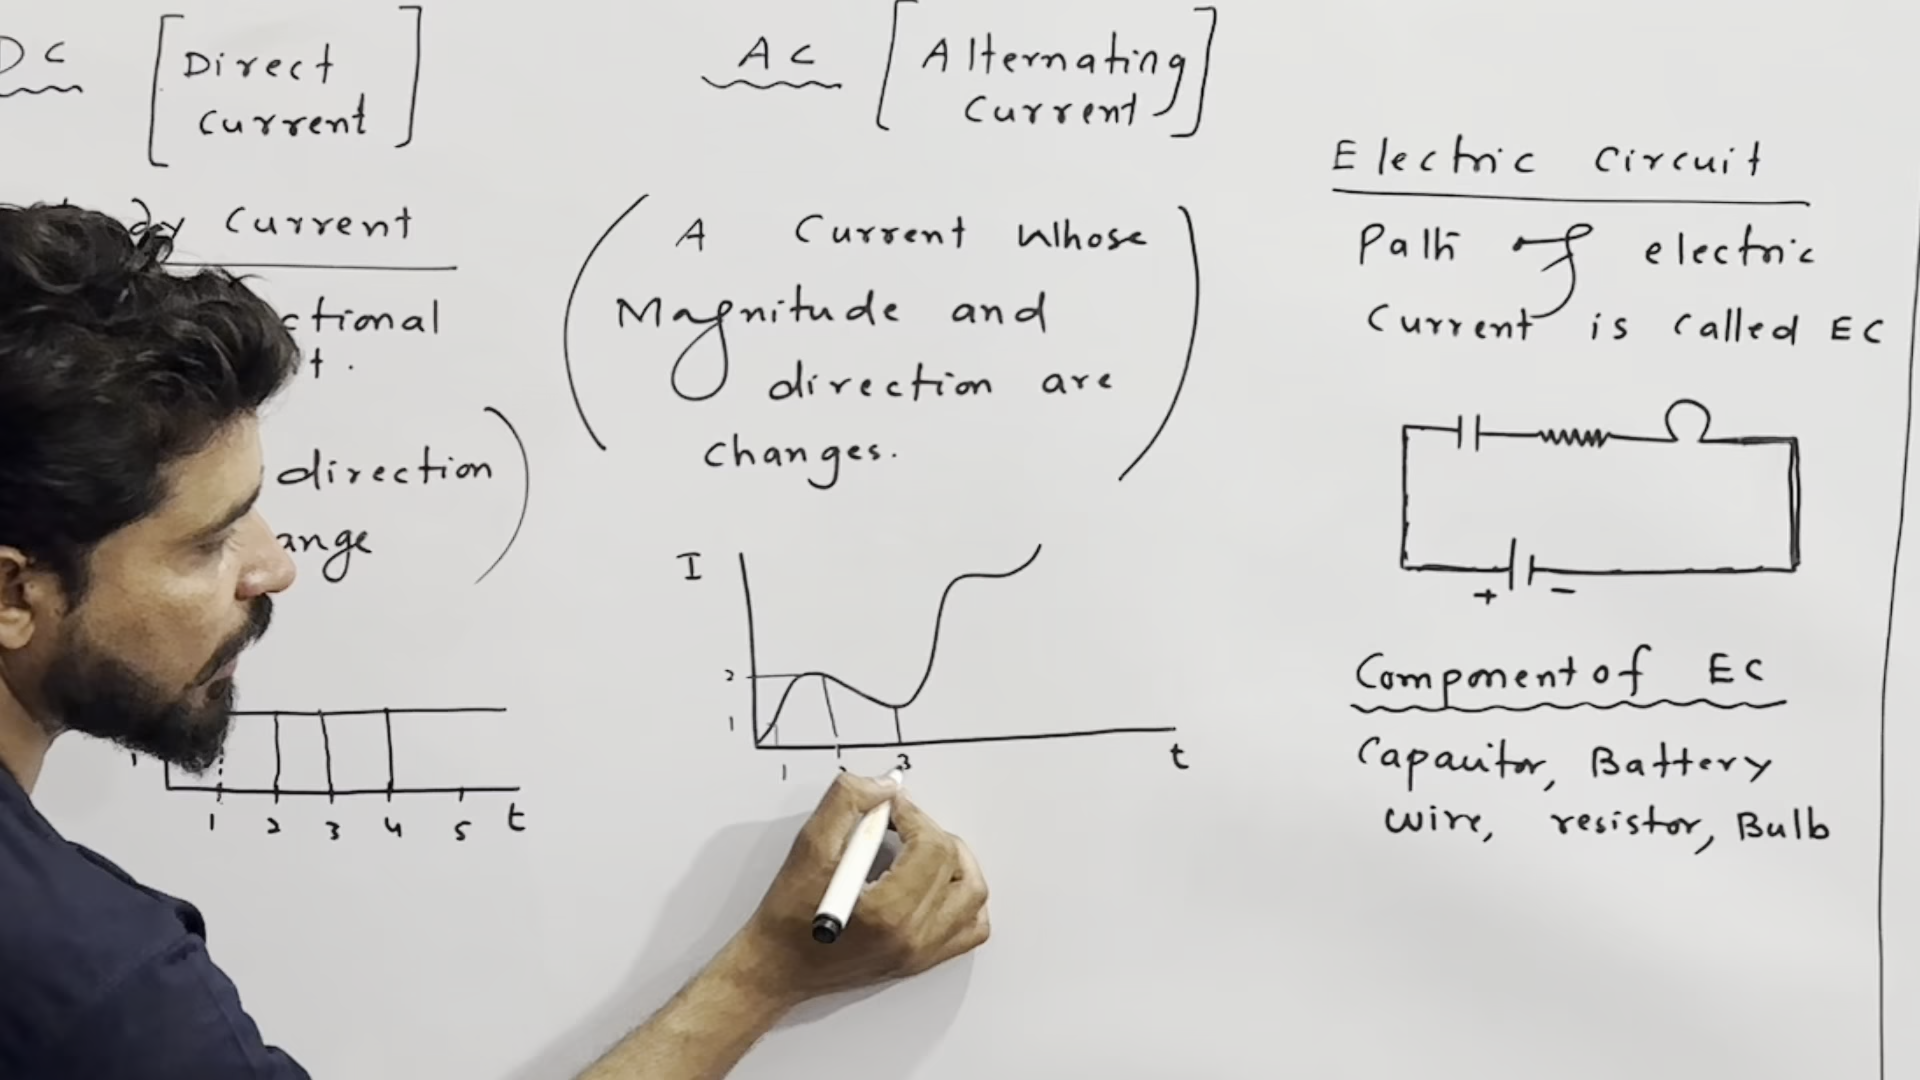 DC [Direct
Current]
Current
ctional
t.
direction
ange
1
1 2 3 4 5 t
AC [Alternating
Current]
(A Current Whose
Magnitude and
direction are
changes.)
I
2
1
1 3 t
Electric Circuit
Path of electric
Current is called EC
+ -
Component of EC
Capacitor, Battery
wire, resistor, Bulb